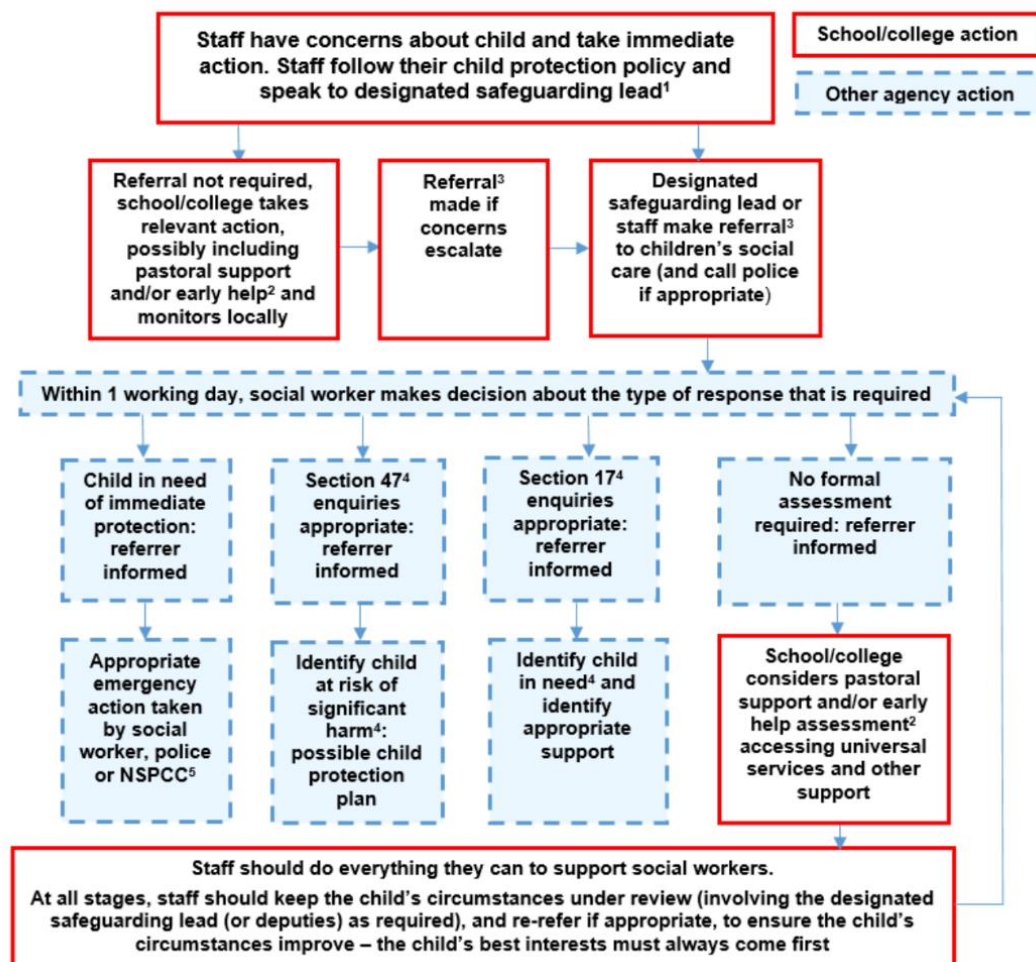 Staff have concerns about child and take immediate
action. Staff follow their child protection policy and
speak to designated safeguarding lead¹
School/college action
Other agency action
Referral not required,
school/college takes
relevant action,
possibly including
pastoral support
and/or early help² and
monitors locally
Referral³
made if
concerns
escalate
Designated
safeguarding lead or
staff make referral³
to children’s social
care (and call police
if appropriate)
Within 1 working day, social worker makes decision about the type of response that is required
Child in need
of immediate
protection:
referrer
informed
Section 47⁴
enquiries
appropriate:
referrer
informed
Section 17⁴
enquiries
appropriate:
referrer
informed
No formal
assessment
required: referrer
informed
Appropriate
emergency
action taken
by social
worker, police
or NSPCC⁵
Identify child
at risk of
significant
harm⁴:
possible child
protection
plan
Identify child
in need⁴ and
identify
appropriate
support
School/college
considers pastoral
support and/or early
help assessment²
accessing universal
services and other
support
Staff should do everything they can to support social workers.
At all stages, staff should keep the child’s circumstances under review (involving the designated
safeguarding lead (or deputies) as required), and re-refer if appropriate, to ensure the child’s
circumstances improve – the child’s best interests must always come first